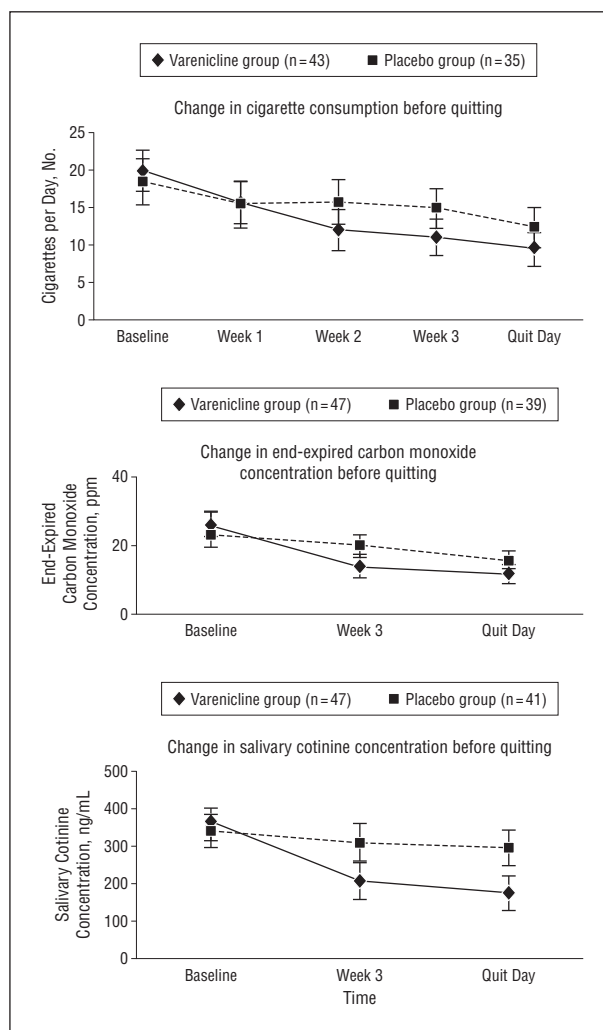 Varenicline group (n=43) Placebo group (n=35)
Change in cigarette consumption before quitting
Cigarettes per Day, No.
25
20
15
10
5
0
Baseline Week 1 Week 2 Week 3 Quit Day
Varenicline group (n=47) Placebo group (n=39)
Change in end-expired carbon monoxide
concentration before quitting
End-Expired
Carbon Monoxide
Concentration, ppm
40
20
0
Baseline Week 3 Quit Day
Varenicline group (n=47) Placebo group (n=41)
Change in salivary cotinine concentration before quitting
Salivary Cotinine
Concentration, ng/mL
500
400
300
200
100
0
Baseline Week 3 Quit Day
Time